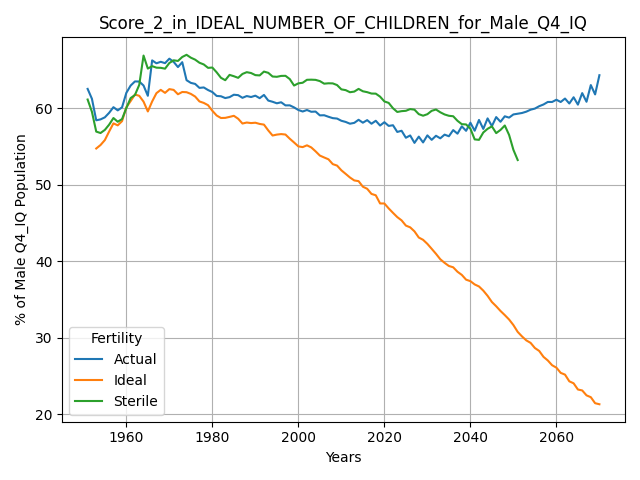 Score_2_in_IDEAL_NUMBER_OF_CHILDREN_for_Male_Q4_IQ
% of Male Q4_IQ Population
60
50
40
30
20
Fertility
Actual
Ideal
Sterile
1960 1980 2000 2020 2040 2060
Years